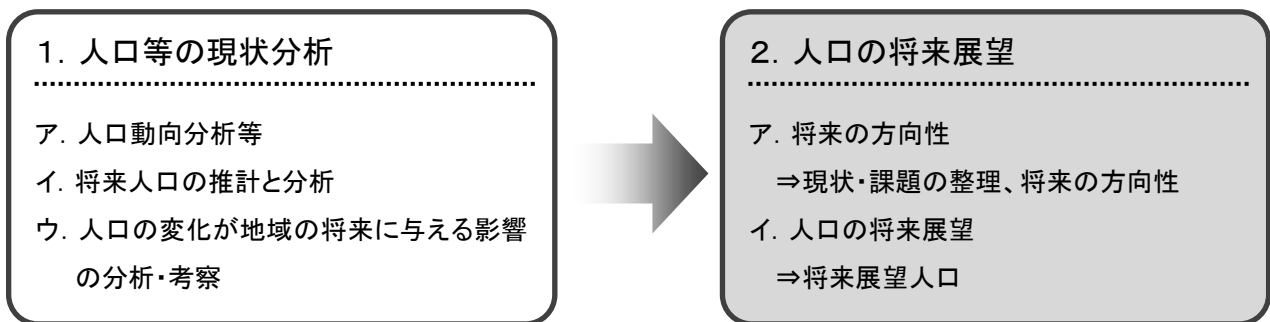 １．人口等の現状分析
ア．人口動向分析等
イ．将来人口の推計と分析
ウ．人口の変化が地域の将来に与える影響
の分析・考察
２．人口の将来展望
ア．将来の方向性
⇒現状・課題の整理、将来の方向性
イ．人口の将来展望
⇒将来展望人口